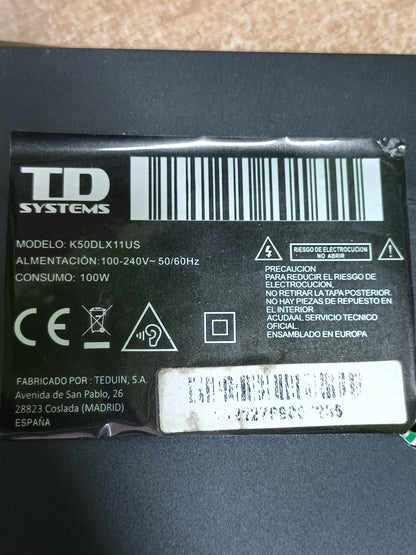 TD
SYSTEMS
MODELO: K50DLX11US
ALMENTACIÓN:100-240V~ 50/60Hz
CONSUMO: 100W
RIESGO DE ELECTROCUCION
NO ABRIR
PRECAUCION
PARA REDUCIR EL RIESGO DE
ELECTROCUCION,
NO RETIRAR LA TAPA POSTERIOR.
NO HAY PIEZAS DE REPUESTO EN
EL INTERIOR.
ACUDAAL SERVICIO TECNICO
OFICIAL.
ENSAMBLADO EN EUROPA
CE
FABRICADO POR : TEDUIN, S.A.
Avenida de San Pablo, 26
28823 Coslada (MADRID)
ESPAÑA